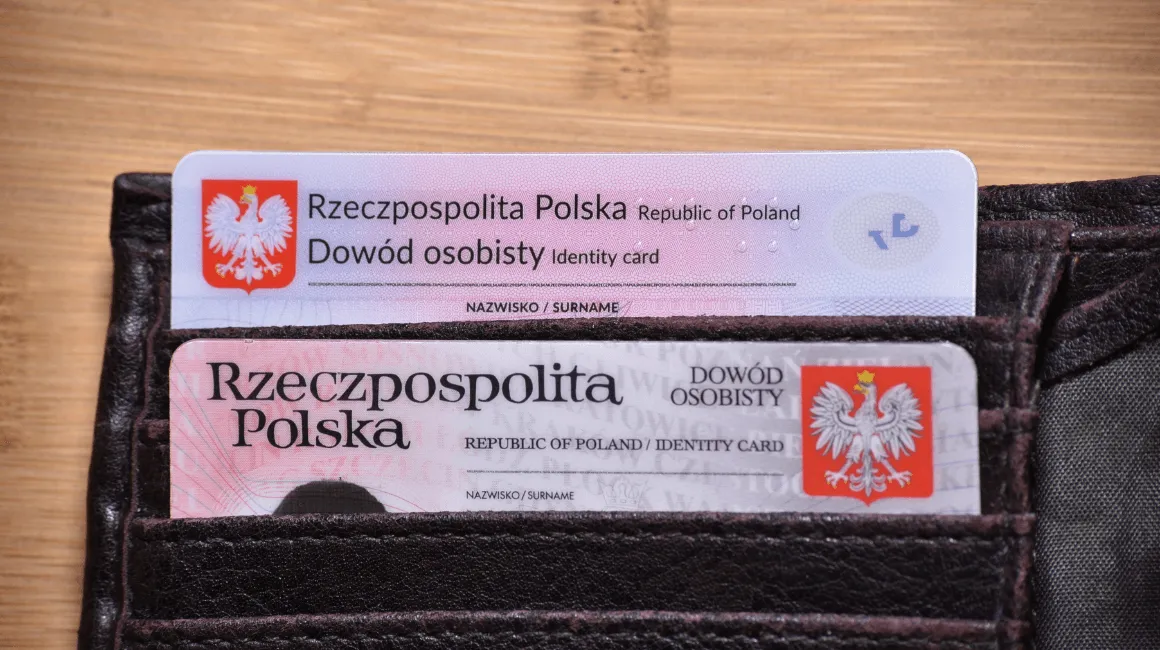 Rzeczpospolita Polska Republic of Poland
Dowód osobisty Identity card
NAZWISKO / SURNAME
Rzeczpospolita
Polska
DOWÓD
OSOBISTY
REPUBLIC OF POLAND / IDENTITY CARD
NAZWISKO / SURNAME